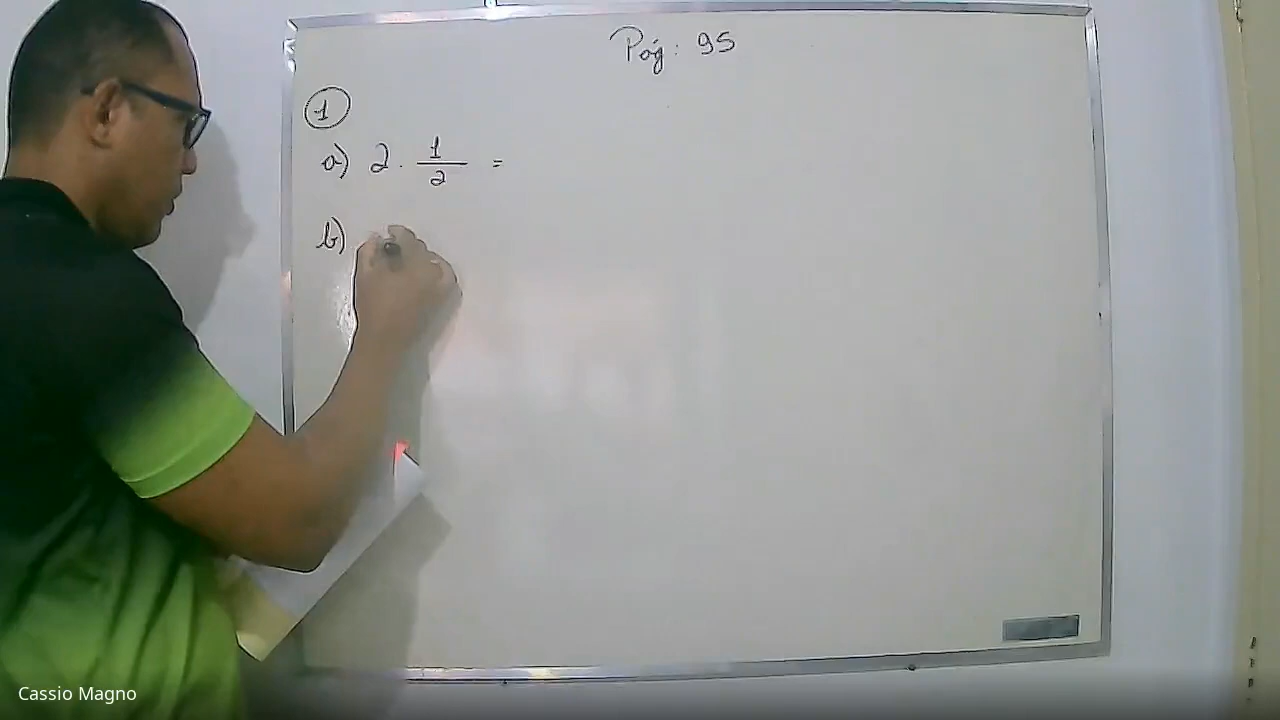 Pág: 95
1
a) 2 . 1/2 =
b)
Cassio Magno